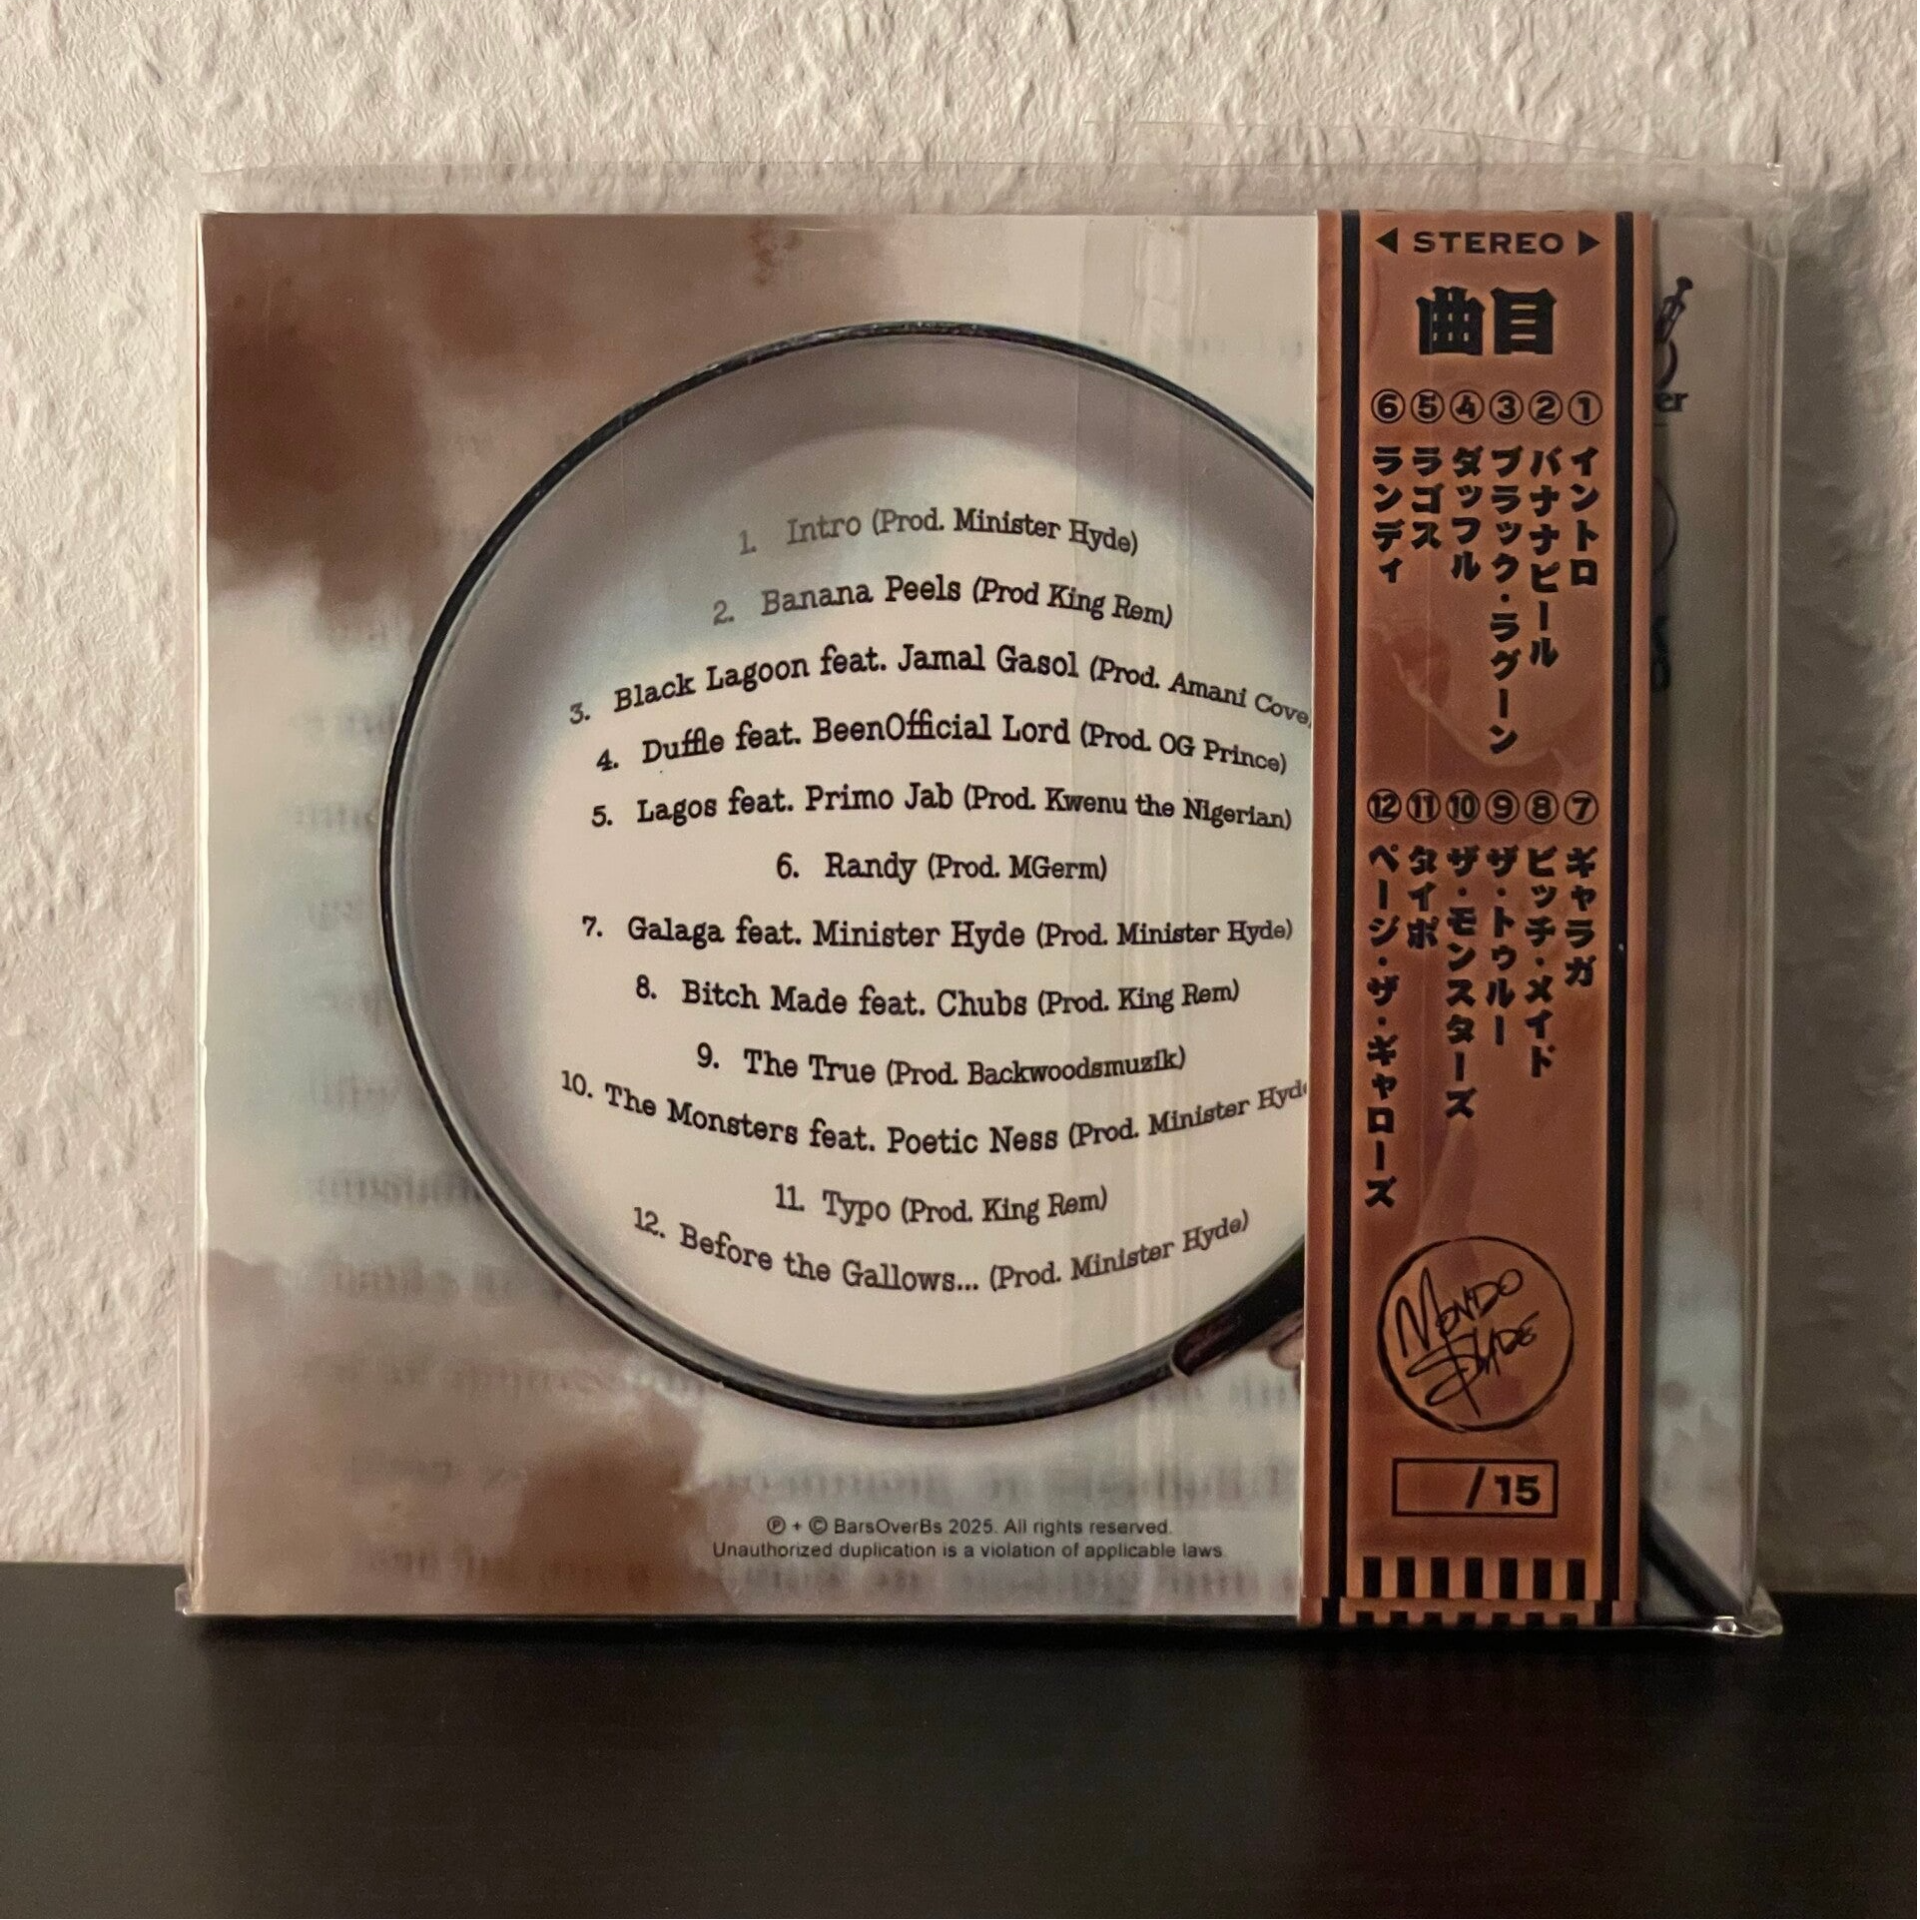 1. Intro (Prod. Minister Hyde)
2. Banana Peels (Prod King Rem)
3. Black Lagoon feat. Jamal Gasol (Prod. Amani Cove)
4. Duffle feat. BeenOfficial Lord (Prod. OG Prince)
5. Lagos feat. Primo Jab (Prod. Kwenu the Nigerian)
6. Randy (Prod. MGerm)
7. Galaga feat. Minister Hyde (Prod. Minister Hyde)
8. Bitch Made feat. Chubs (Prod. King Rem)
9. The True (Prod. Backwoodsmuzik)
10. The Monsters feat. Poetic Ness (Prod. Minister Hyde
11. Typo (Prod. King Rem)
12. Before the Gallows... (Prod. Minister Hyde)
℗ + © BarsOverBs 2025. All rights reserved.
Unauthorized duplication is a violation of applicable laws.
◀ STEREO ▶
曲目
① イントロ
② バナナピール
③ ブラック・ラグーン
④ ダッフル
⑤ ラゴス
⑥ ランディ
⑦ ギャラガ
⑧ ビッチ・メイド
⑨ ザ・トゥルー
⑩ ザ・モンスターズ
⑪ タイポ
⑫ ページ・ザ・ギャローズ
MONDO
SLADE
/15